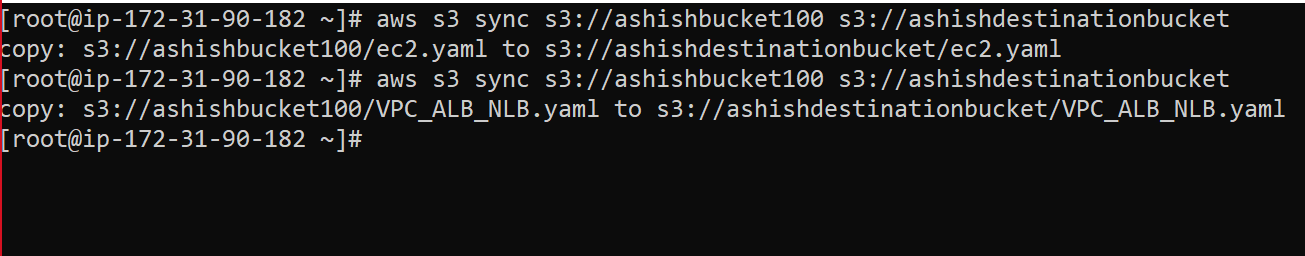 [root@ip-172-31-90-182 ~]# aws s3 sync s3://ashishbucket100 s3://ashishdestinationbucket
copy: s3://ashishbucket100/ec2.yaml to s3://ashishdestinationbucket/ec2.yaml
[root@ip-172-31-90-182 ~]# aws s3 sync s3://ashishbucket100 s3://ashishdestinationbucket
copy: s3://ashishbucket100/VPC_ALB_NLB.yaml to s3://ashishdestinationbucket/VPC_ALB_NLB.yaml
[root@ip-172-31-90-182 ~]#